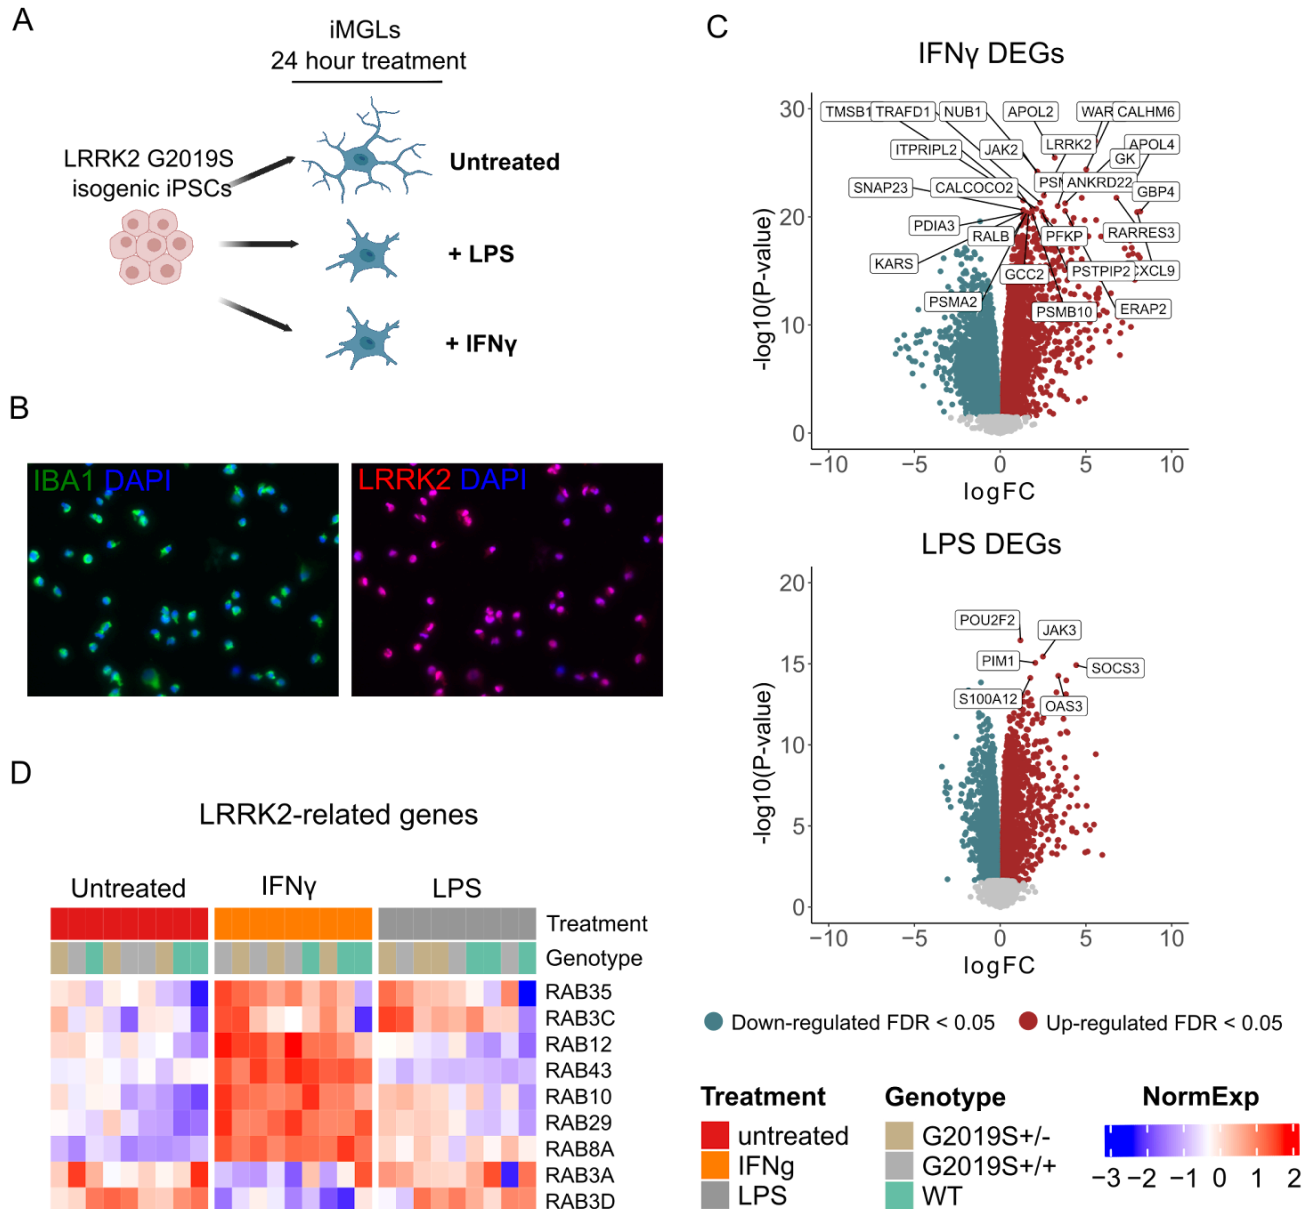 A
iMGLs
24 hour treatment
LRRK2 G2019S
isogenic iPSCs
Untreated
+ LPS
+ IFNγ
B
IBA1 DAPI
LRRK2 DAPI
C
IFNγ DEGs
30
20
10
0
-log10(P-value)
TMSB1
TRAFD1
NUB1
APOL2
WAR
CALHM6
ITPRIPL2
JAK2
LRRK2
APOL4
GK
SNAP23
CALCOCO2
PSM
ANKRD22
GBP4
PDIA3
RALB
PFKP
RARRES3
KARS
GCC2
PSTPIP2
CXCL9
PSMA2
PSMB10
ERAP2
−10
−5
0
5
10
logFC
LPS DEGs
20
15
10
5
0
-log10(P-value)
POU2F2
JAK3
PIM1
SOCS3
S100A12
OAS3
−10
−5
0
5
10
logFC
Down-regulated FDR < 0.05
Up-regulated FDR < 0.05
D
LRRK2-related genes
Untreated
IFNγ
LPS
Treatment
Genotype
RAB35
RAB3C
RAB12
RAB43
RAB10
RAB29
RAB8A
RAB3A
RAB3D
Treatment
untreated
IFNg
LPS
Genotype
G2019S+/-
G2019S+/+
WT
NormExp
−3 −2 −1 0 1 2